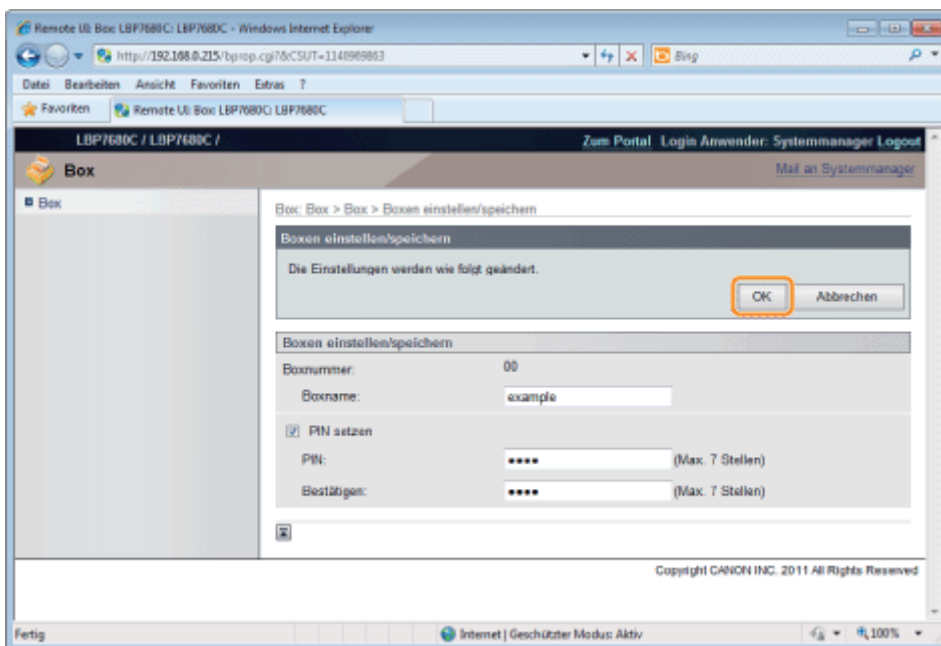 Remote UI: Box: LBP7680C: LBP7680C - Windows Internet Explorer
http://192.168.0.215/bprop.cgi?&CSUT=1140969863
Bing
Datei Bearbeiten Ansicht Favoriten Extras ?
Favoriten Remote UI: Box: LBP7680C: LBP7680C
LBP7680C / LBP7680C / Zum Portal Login Anwender: Systemmanager Logout
Box Mail an Systemmanager
Box
Box: Box > Box > Boxen einstellen/speichern
Boxen einstellen/speichern
Die Einstellungen werden wie folgt geändert.
OK Abbrechen
Boxen einstellen/speichern
Boxnummer: 00
Boxname: example
PIN setzen
PIN: •••• (Max. 7 Stellen)
Bestätigen: •••• (Max. 7 Stellen)
Copyright CANON INC. 2011 All Rights Reserved
Fertig Internet | Geschützter Modus: Aktiv 100%